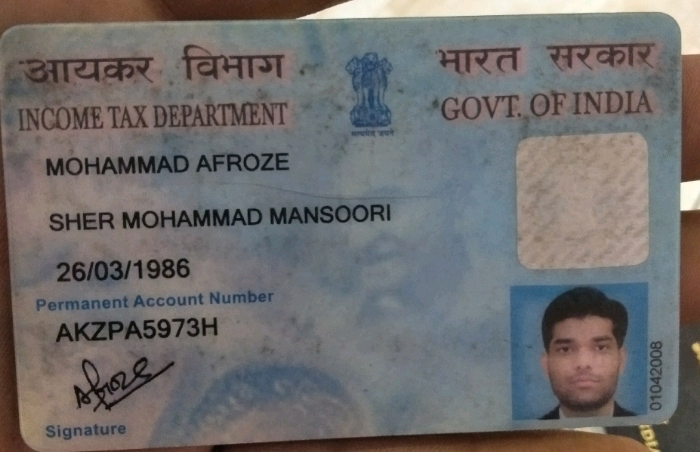 आयकर विभाग
INCOME TAX DEPARTMENT
सत्यमेव जयते
भारत सरकार
GOVT. OF INDIA
MOHAMMAD AFROZE
SHER MOHAMMAD MANSOORI
26/03/1986
Permanent Account Number
AKZPA5973H
Afroze
Signature
01042008